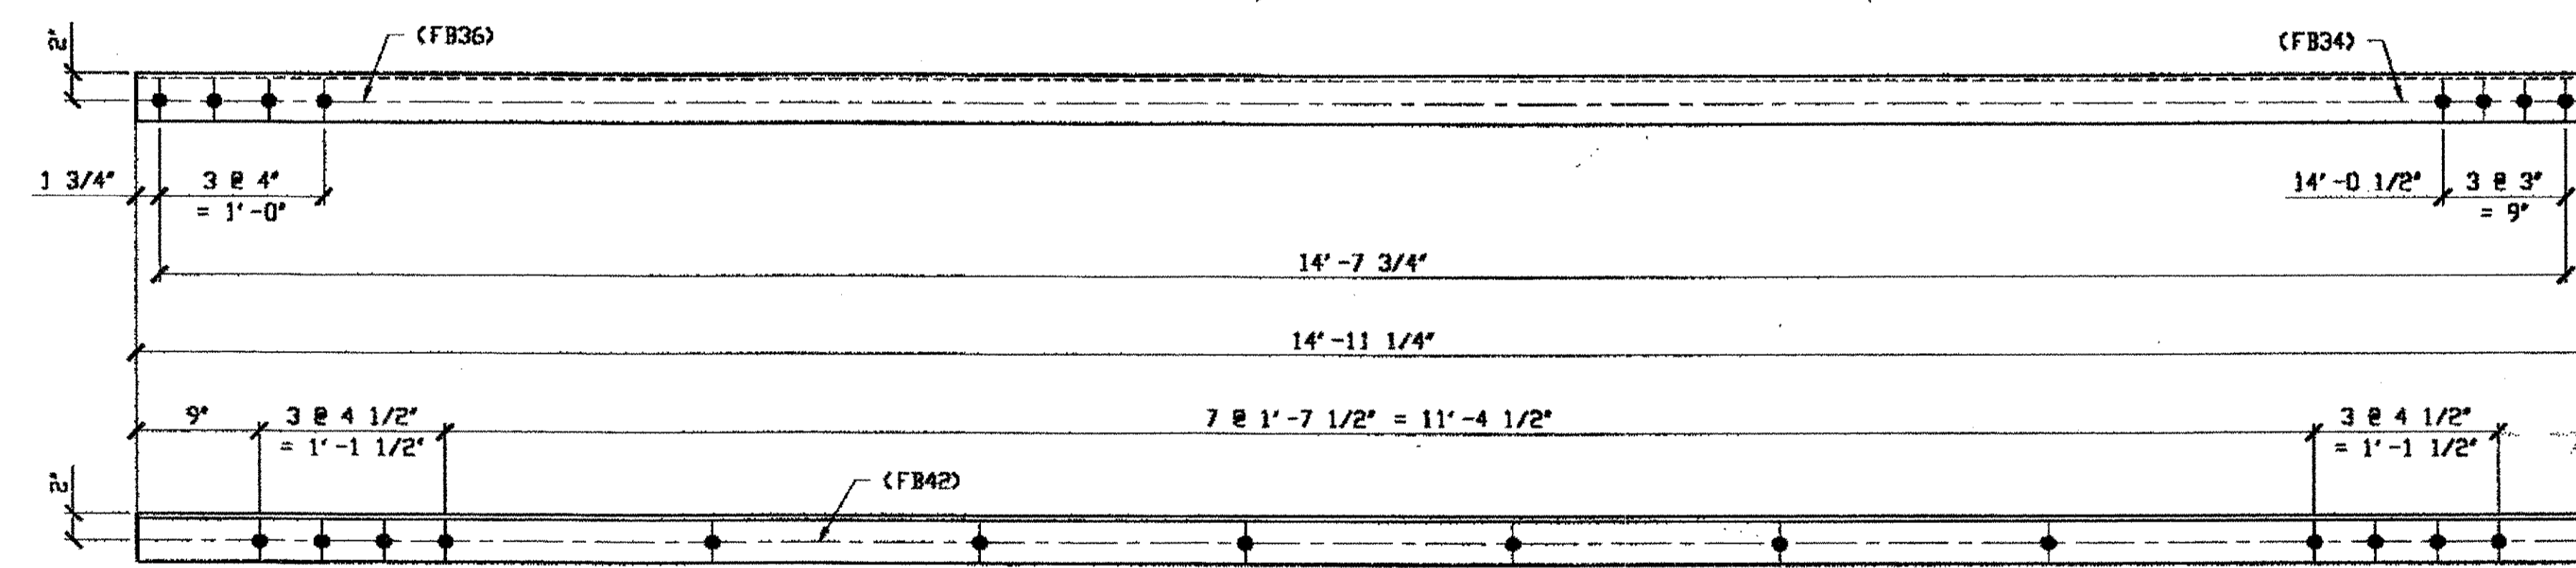 2"
(FB36)
(FB34)
1 3/4"
3 @ 4"
= 1'-0"
14'-0 1/2"
3 @ 3"
= 9"
14'-7 3/4"
14'-11 1/4"
9"
3 @ 4 1/2"
= 1'-1 1/2"
7 @ 1'-7 1/2" = 11'-4 1/2"
3 @ 4 1/2"
= 1'-1 1/2"
2"
(FB42)